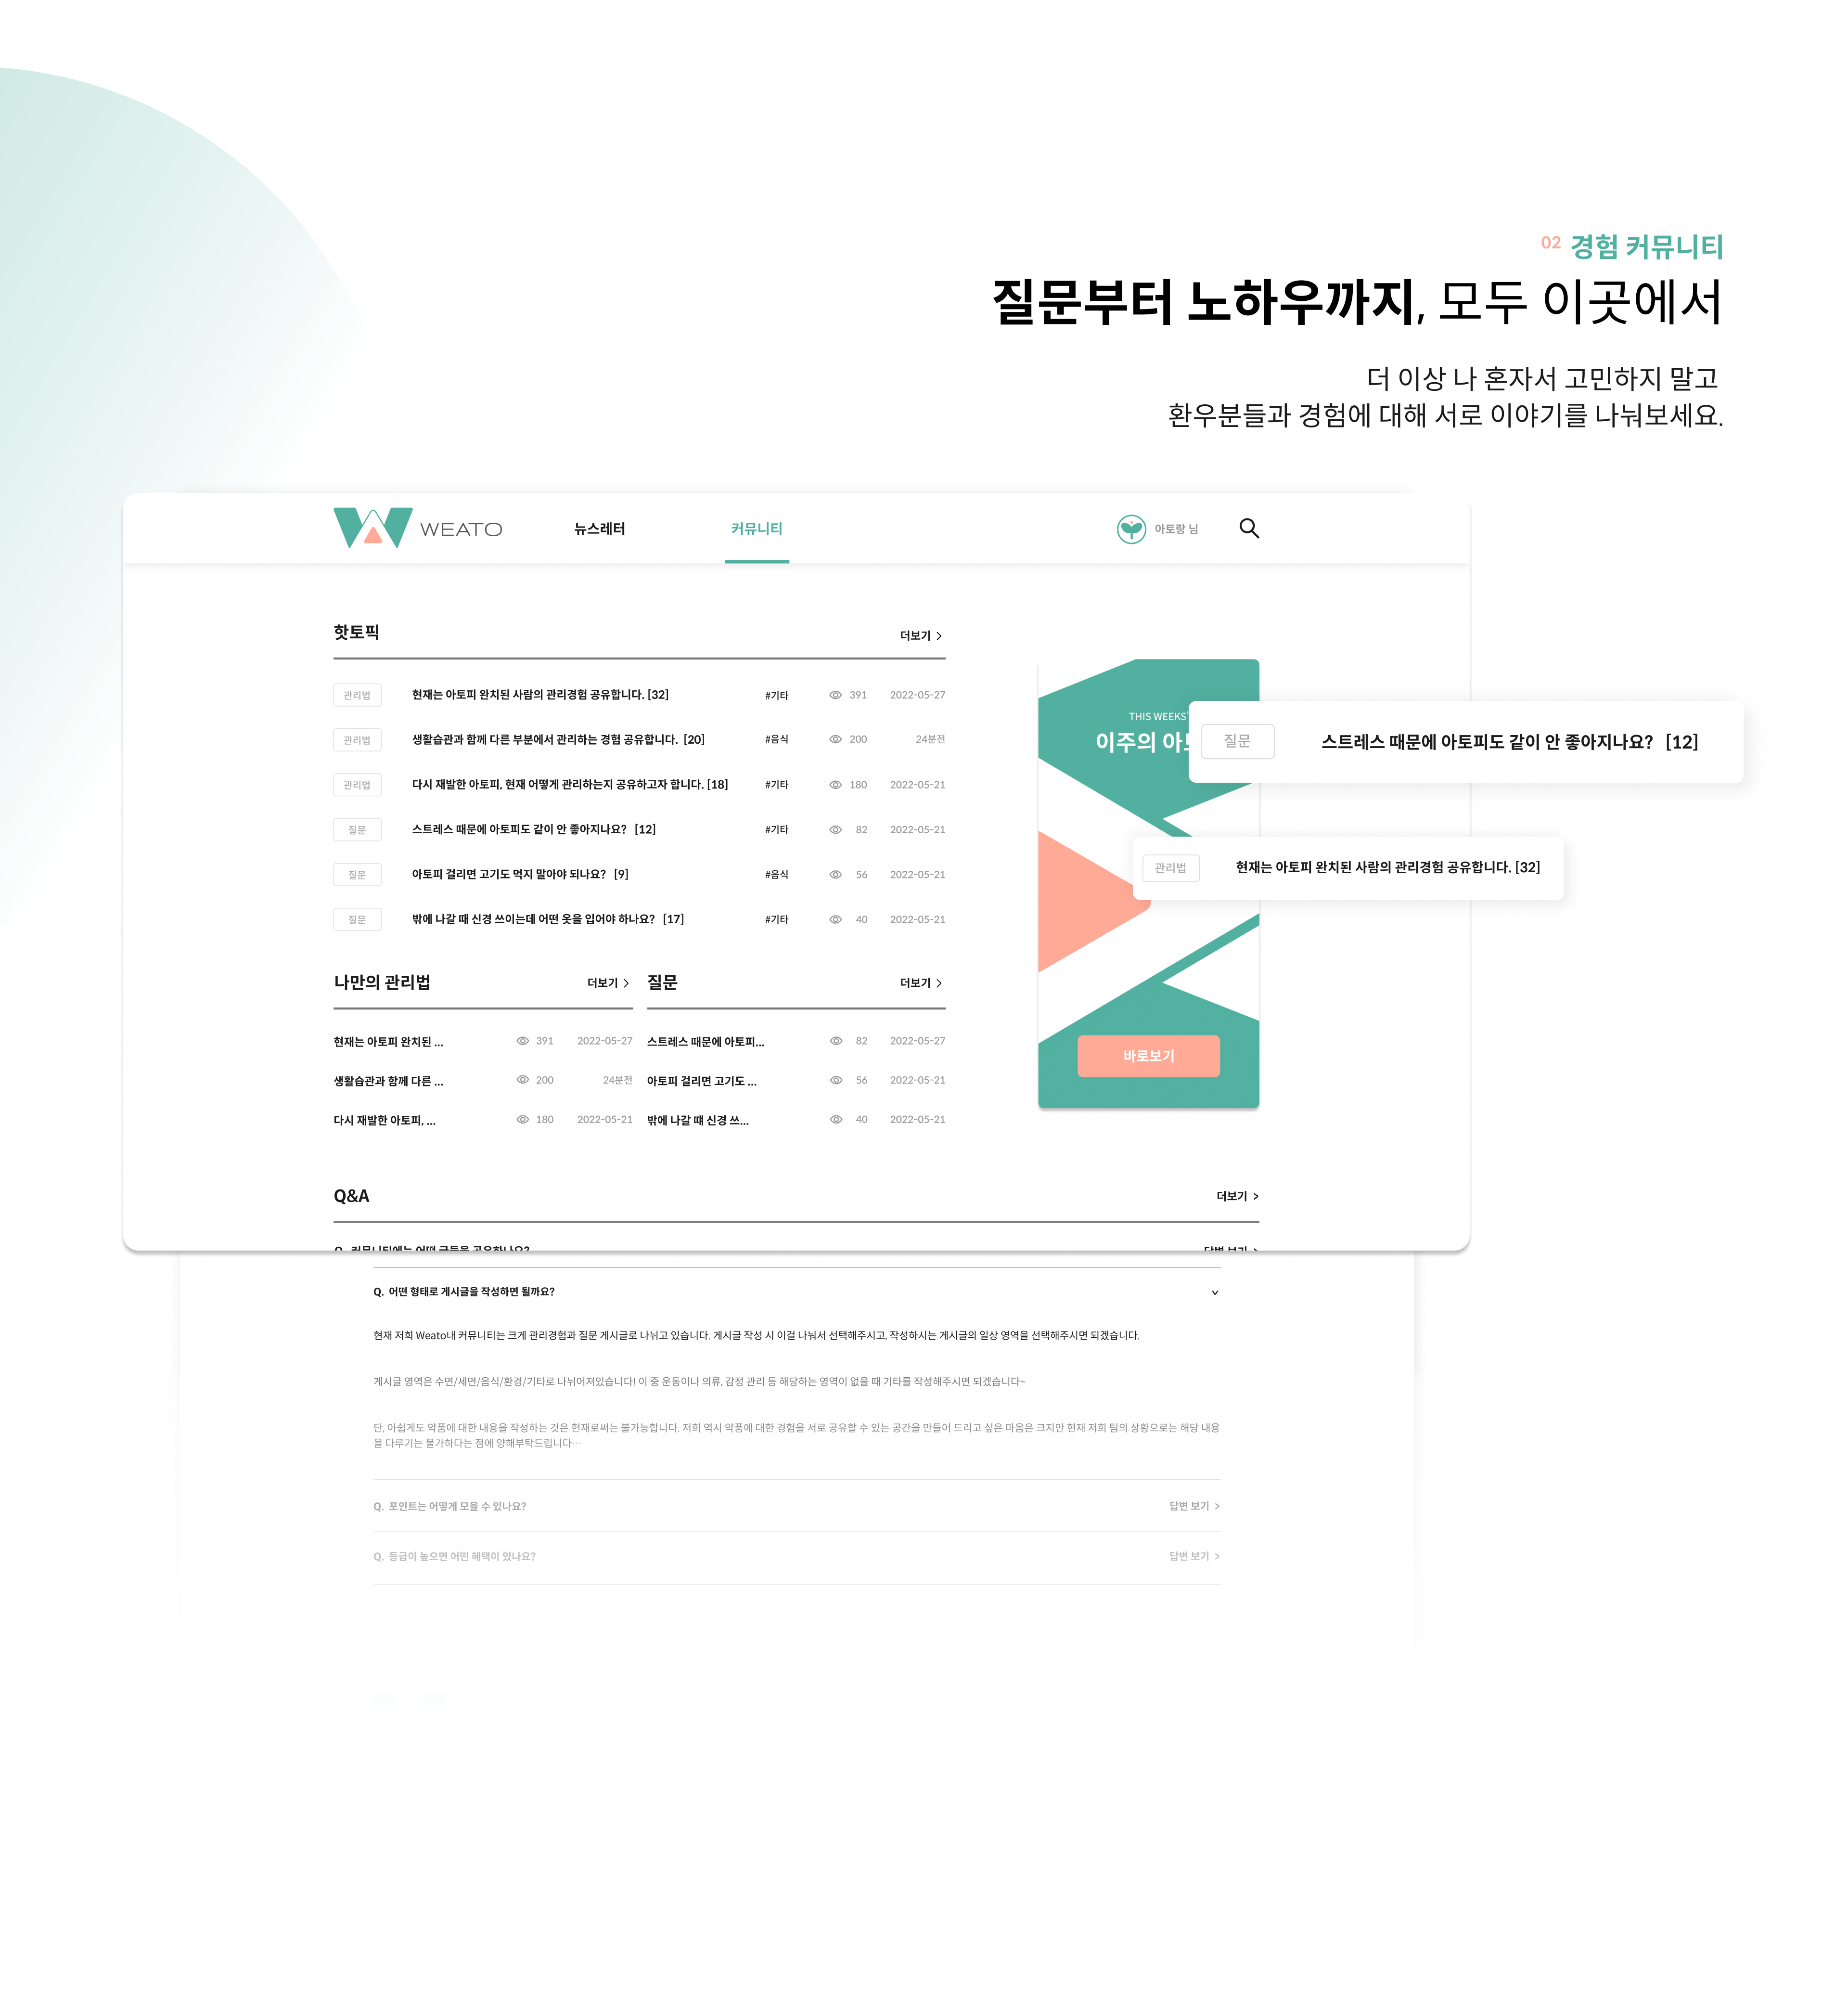 02 경험 커뮤니티
질문부터 노하우까지, 모두 이곳에서
더 이상 나 혼자서 고민하지 말고
환우분들과 경험에 대해 서로 이야기를 나눠보세요.
WEATO 뉴스레터 커뮤니티 아토랑 님
핫토픽 더보기 >
관리법 현재는 아토피 완치된 사람의 관리경험 공유합니다. [32] #기타 391 2022-05-27
관리법 생활습관과 함께 다른 부분에서 관리하는 경험 공유합니다. [20] #음식 200 24분전
관리법 다시 재발한 아토피, 현재 어떻게 관리하는지 공유하고자 합니다. [18] #기타 180 2022-05-21
질문 스트레스 때문에 아토피도 같이 안 좋아지나요? [12] #기타 82 2022-05-21
질문 아토피 걸리면 고기도 먹지 말아야 되나요? [9] #음식 56 2022-05-21
질문 밖에 나갈 때 신경 쓰이는데 어떤 옷을 입어야 하나요? [17] #기타 40 2022-05-21
THIS WEEKS'
이주의
질문 스트레스 때문에 아토피도 같이 안 좋아지나요? [12]
관리법 현재는 아토피 완치된 사람의 관리경험 공유합니다. [32]
바로보기
나만의 관리법 더보기 >
현재는 아토피 완치된 ... 391 2022-05-27
생활습관과 함께 다른 ... 200 24분전
다시 재발한 아토피, ... 180 2022-05-21
질문 더보기 >
스트레스 때문에 아토피... 82 2022-05-27
아토피 걸리면 고기도 ... 56 2022-05-21
밖에 나갈 때 신경 쓰... 40 2022-05-21
Q&A 더보기 >
Q. 커뮤니티에는 어떤 글들을 공유하나요? 답변 보기 >
Q. 어떤 형태로 게시글을 작성하면 될까요?
현재 저희 Weato내 커뮤니티는 크게 관리경험과 질문 게시글로 나뉘고 있습니다. 게시글 작성 시 이걸 나눠서 선택해주시고, 작성하시는 게시글의 일상 영역을 선택해주시면 되겠습니다.
게시글 영역은 수면/세면/음식/환경/기타로 나뉘어져있습니다! 이 중 운동이나 의류, 감정 관리 등 해당하는 영역이 없을 때 기타를 작성해주시면 되겠습니다~
단, 아쉽게도 약품에 대한 내용을 작성하는 것은 현재로써는 불가능합니다. 저희 역시 약품에 대한 경험을 서로 공유할 수 있는 공간을 만들어 드리고 싶은 마음은 크지만 현재 저희 팀의 상황으로는 해당 내용
을 다루기는 불가하다는 점에 양해부탁드립니다…
Q. 포인트는 어떻게 모을 수 있나요? 답변 보기 >
Q. 등급이 높으면 어떤 혜택이 있나요? 답변 보기 >